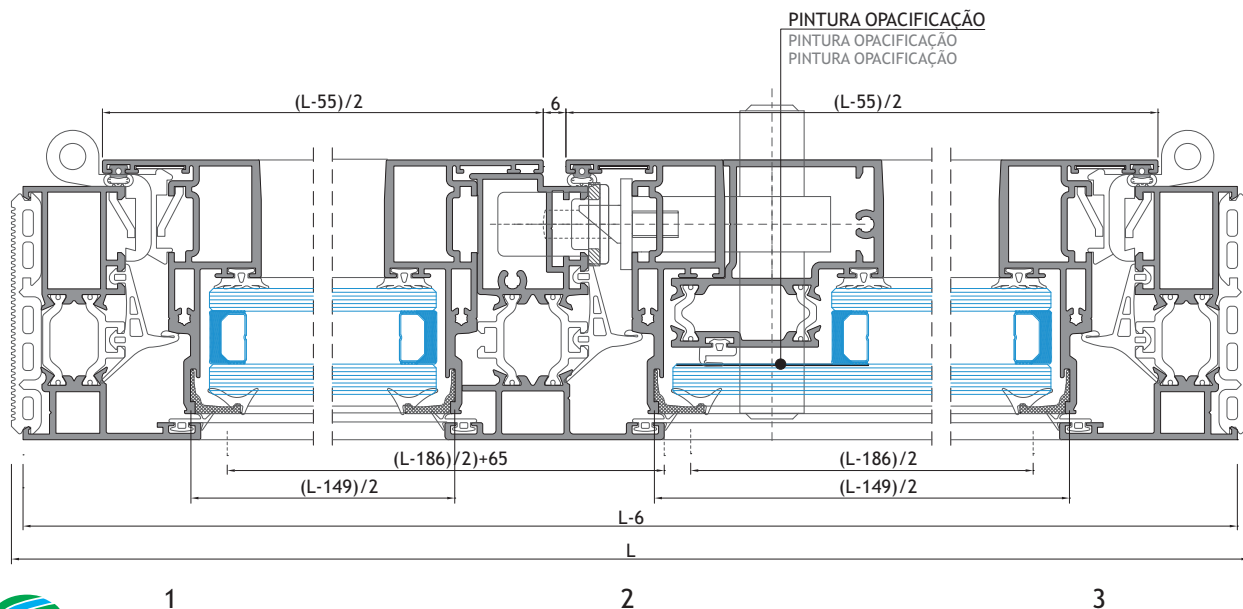 PINTURA OPACIFICAÇÃO
PINTURA OPACIFICAÇÃO
PINTURA OPACIFICAÇÃO
(L-55)/2
6
(L-55)/2
(L-186)/2)+65
(L-186)/2
(L-149)/2
(L-149)/2
L-6
L
1
2
3